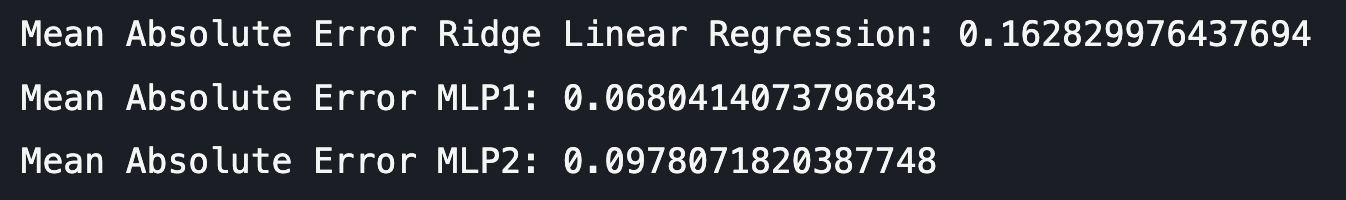 Mean Absolute Error Ridge Linear Regression: 0.162829976437694
Mean Absolute Error MLP1: 0.0680414073796843
Mean Absolute Error MLP2: 0.0978071820387748